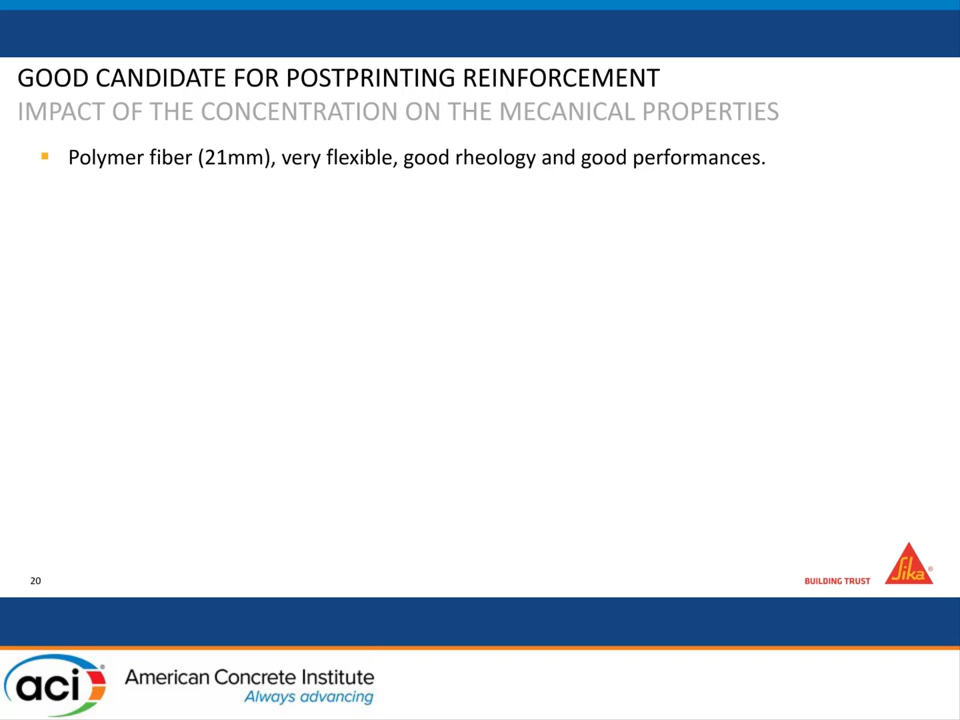 GOOD CANDIDATE FOR POSTPRINTING REINFORCEMENT
IMPACT OF THE CONCENTRATION ON THE MECANICAL PROPERTIES
▪ Polymer fiber (21mm), very flexible, good rheology and good performances.
20
BUILDING TRUST
Sika®
aci®
American Concrete Institute
Always advancing